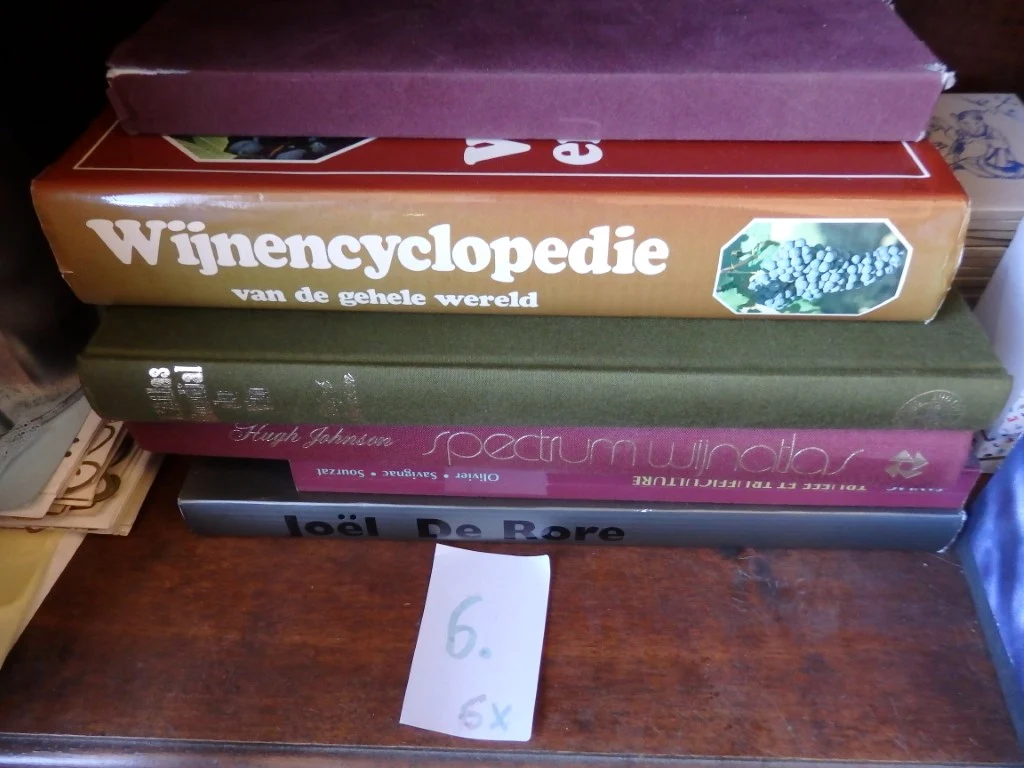 Wijnencyclopedie
van de gehele wereld
Hugh Johnson spectrum wijnatlas
TRUFFE ET TRUFFICULTURE
Olivier • Savignac • Sourzat
Joël De Rore
6.
6x